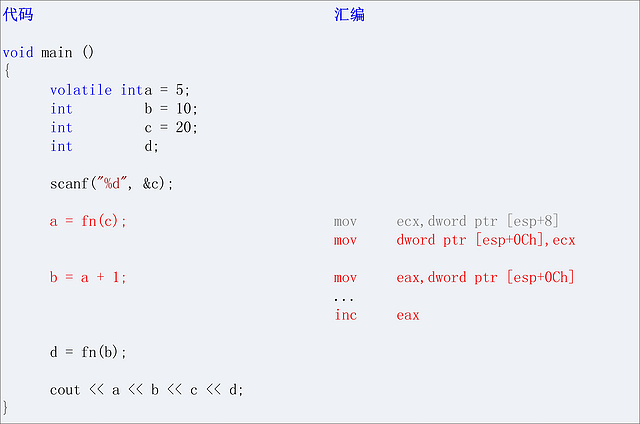 代码 汇编
void main ()
{
volatile inta = 5;
int b = 10;
int c = 20;
int d;
scanf("%d", &c);
a = fn(c); mov ecx,dword ptr [esp+8]
mov dword ptr [esp+0Ch],ecx
b = a + 1; mov eax,dword ptr [esp+0Ch]
...
inc eax
d = fn(b);
cout << a << b << c << d;
}